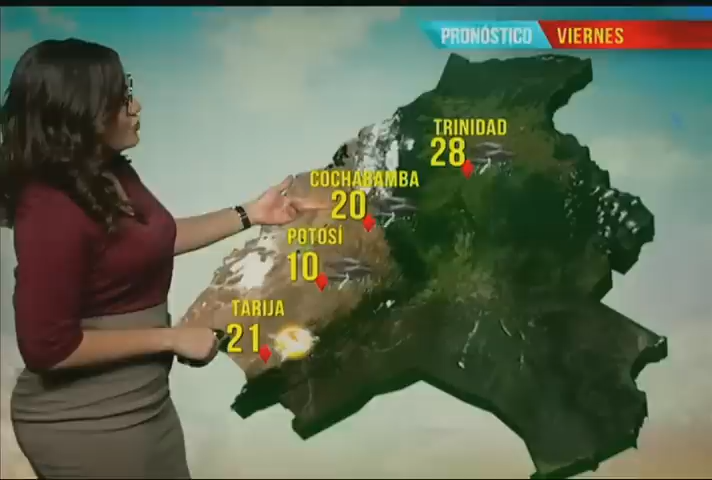 PRONÓSTICO VIERNES
TRINIDAD
28
COCHABAMBA
20
POTOSÍ
10
TARIJA
21